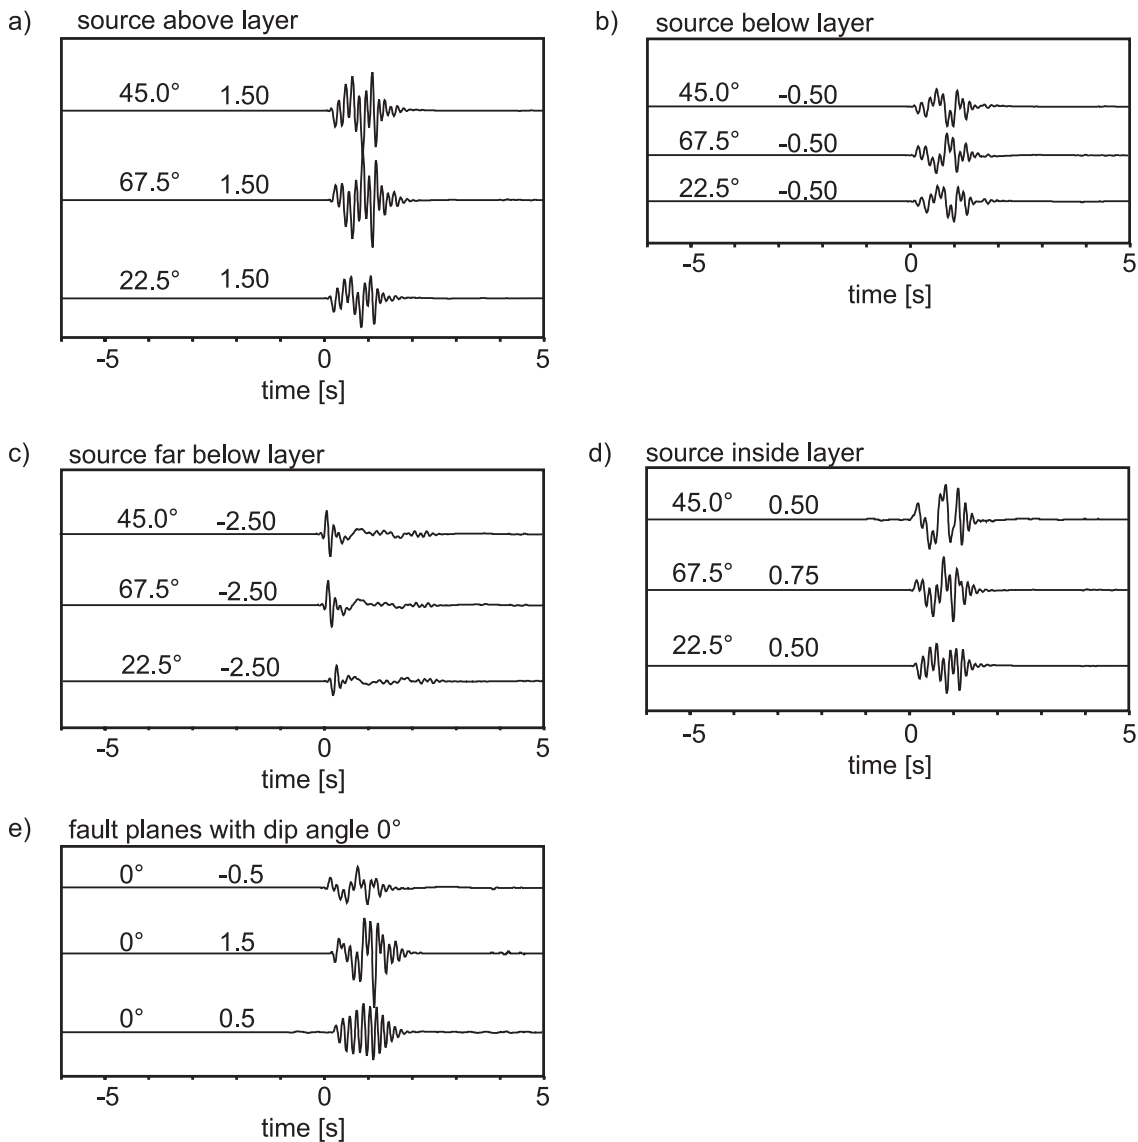 a) source above layer
45.0° 1.50
67.5° 1.50
22.5° 1.50
-5 0 5
time [s]
b) source below layer
45.0° -0.50
67.5° -0.50
22.5° -0.50
-5 0 5
time [s]
c) source far below layer
45.0° -2.50
67.5° -2.50
22.5° -2.50
-5 0 5
time [s]
d) source inside layer
45.0° 0.50
67.5° 0.75
22.5° 0.50
-5 0 5
time [s]
e) fault planes with dip angle 0°
0° -0.5
0° 1.5
0° 0.5
-5 0 5
time [s]